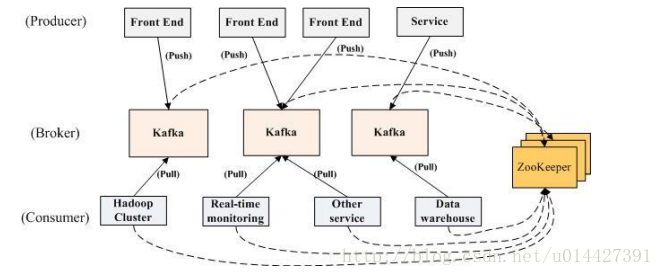 (Producer)
Front End
Front End
Front End
Service
(Push)
(Push)
(Push)
(Push)
(Broker)
Kafka
Kafka
Kafka
ZooKeeper
(Pull)
(Pull)
(Pull)
(Pull)
(Consumer)
Hadoop
Cluster
Real-time
monitoring
Other
service
Data
warehouse
http://blog.csdn.net/u014427391